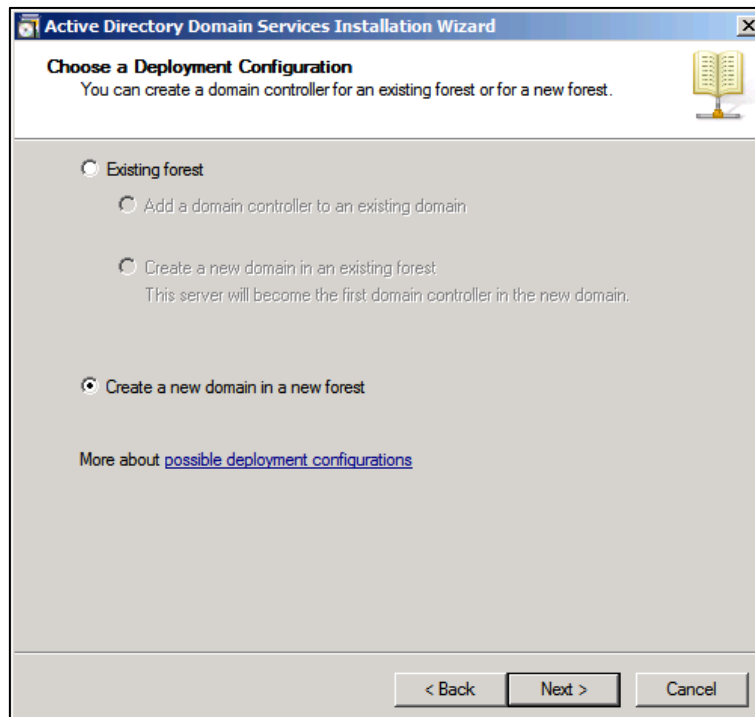 Active Directory Domain Services Installation Wizard
Choose a Deployment Configuration
You can create a domain controller for an existing forest or for a new forest.
Existing forest
Add a domain controller to an existing domain
Create a new domain in an existing forest
This server will become the first domain controller in the new domain.
Create a new domain in a new forest
More about possible deployment configurations
< Back
Next >
Cancel